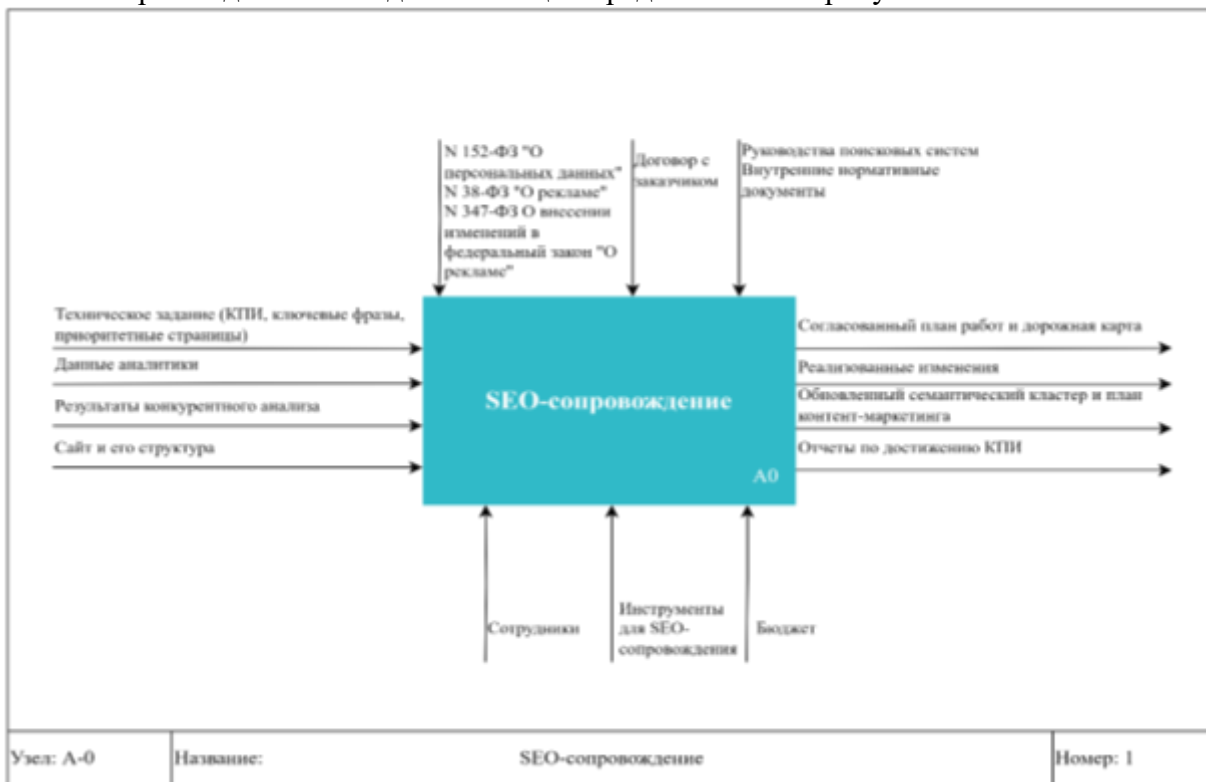 N 152-ФЗ "О
персональных данных"
N 38-ФЗ "О рекламе"
N 347-ФЗ О внесении
изменений в
федеральный закон "О
рекламе"
Договор с
заказчиком
Руководства поисковых систем
Внутренние нормативные
документы
Техническое задание (КПИ, ключевые фразы,
приоритетные страницы)
Данные аналитики
Результаты конкурентного анализа
Сайт и его структура
SEO-сопровождение
A0
Согласованный план работ и дорожная карта
Реализованные изменения
Обновленный семантический кластер и план
контент-маркетинга
Отчеты по достижению КПИ
Сотрудники
Инструменты
для SEO-
сопровождения
Бюджет
Узел: A-0
Название:
SEO-сопровождение
Номер: 1